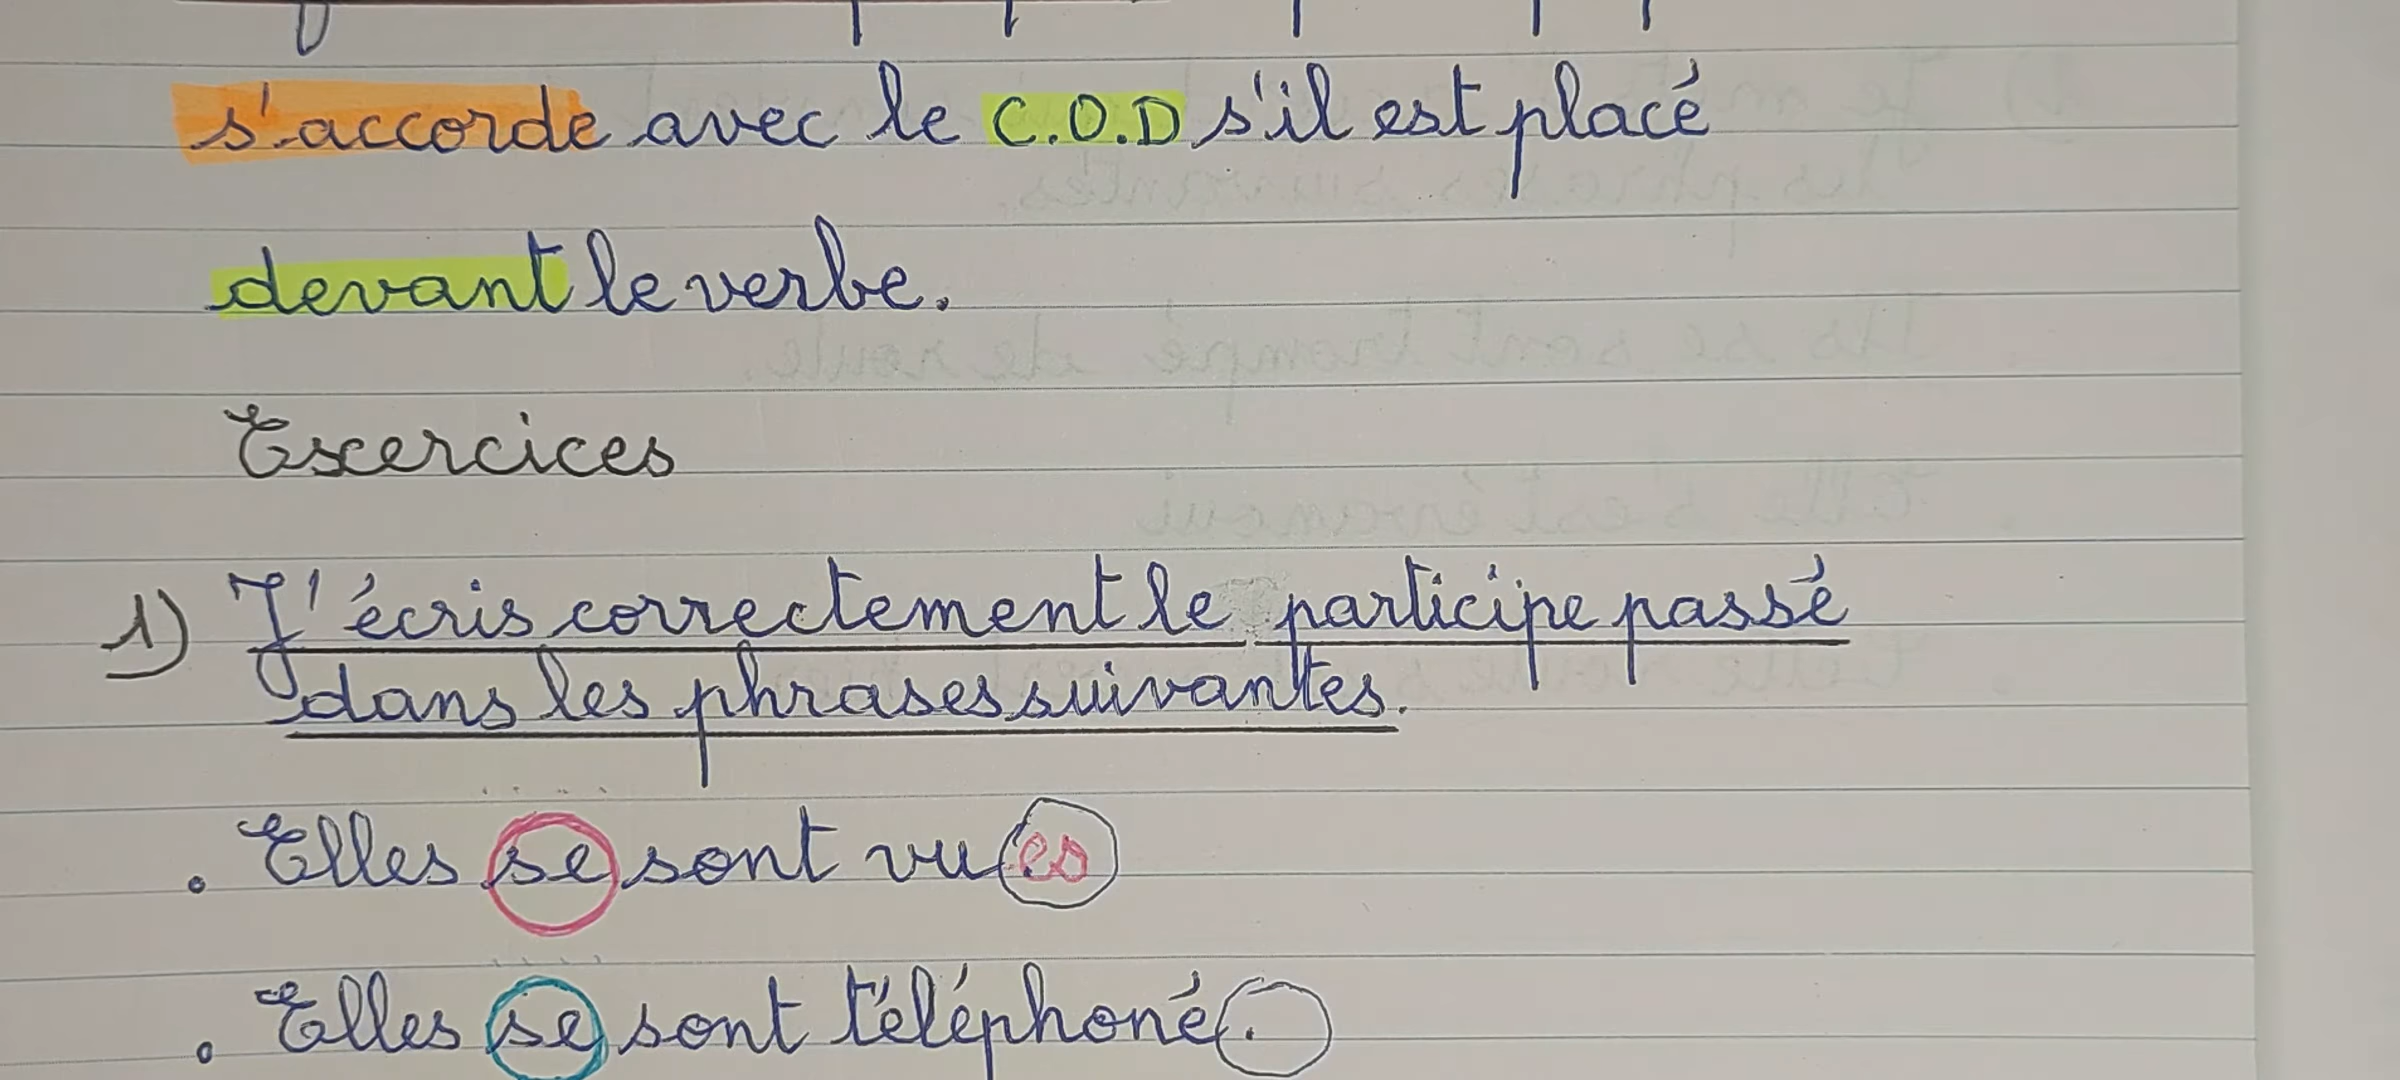 s'accorde avec le C.O.D s'il est placé
devant le verbe.
Exercices
1) J'écris correctement le participe passé
dans les phrases suivantes.
. Elles se sont vues
. Elles se sont téléphoné.